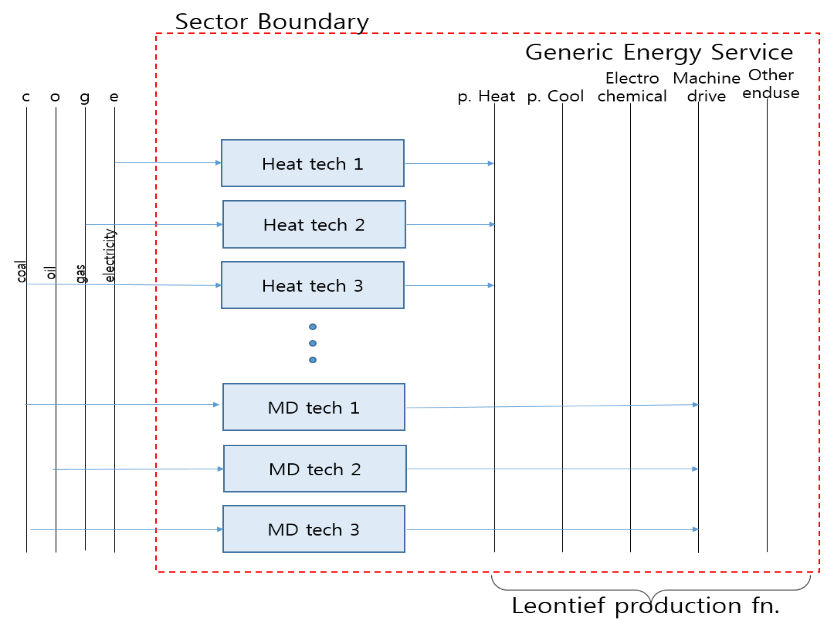 Sector Boundary
Generic Energy Service
c o g e
p. Heat
p. Cool
Electro
chemical
Machine
drive
Other
enduse
Heat tech 1
Heat tech 2
coal
oil
gas
electricity
Heat tech 3
MD tech 1
MD tech 2
MD tech 3
Leontief production fn.